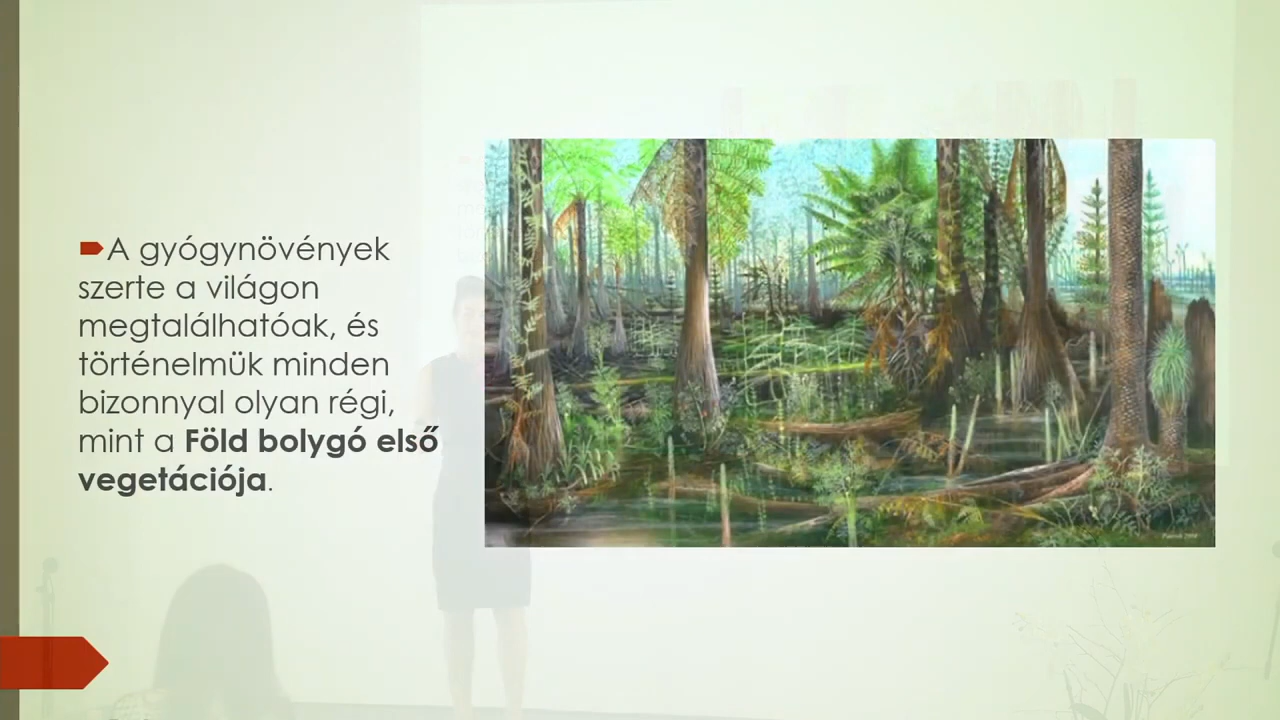 A gyógynövények
szerte a világon
megtalálhatóak, és
történelmük minden
bizonnyal olyan régi,
mint a Föld bolygó első
vegetációja.